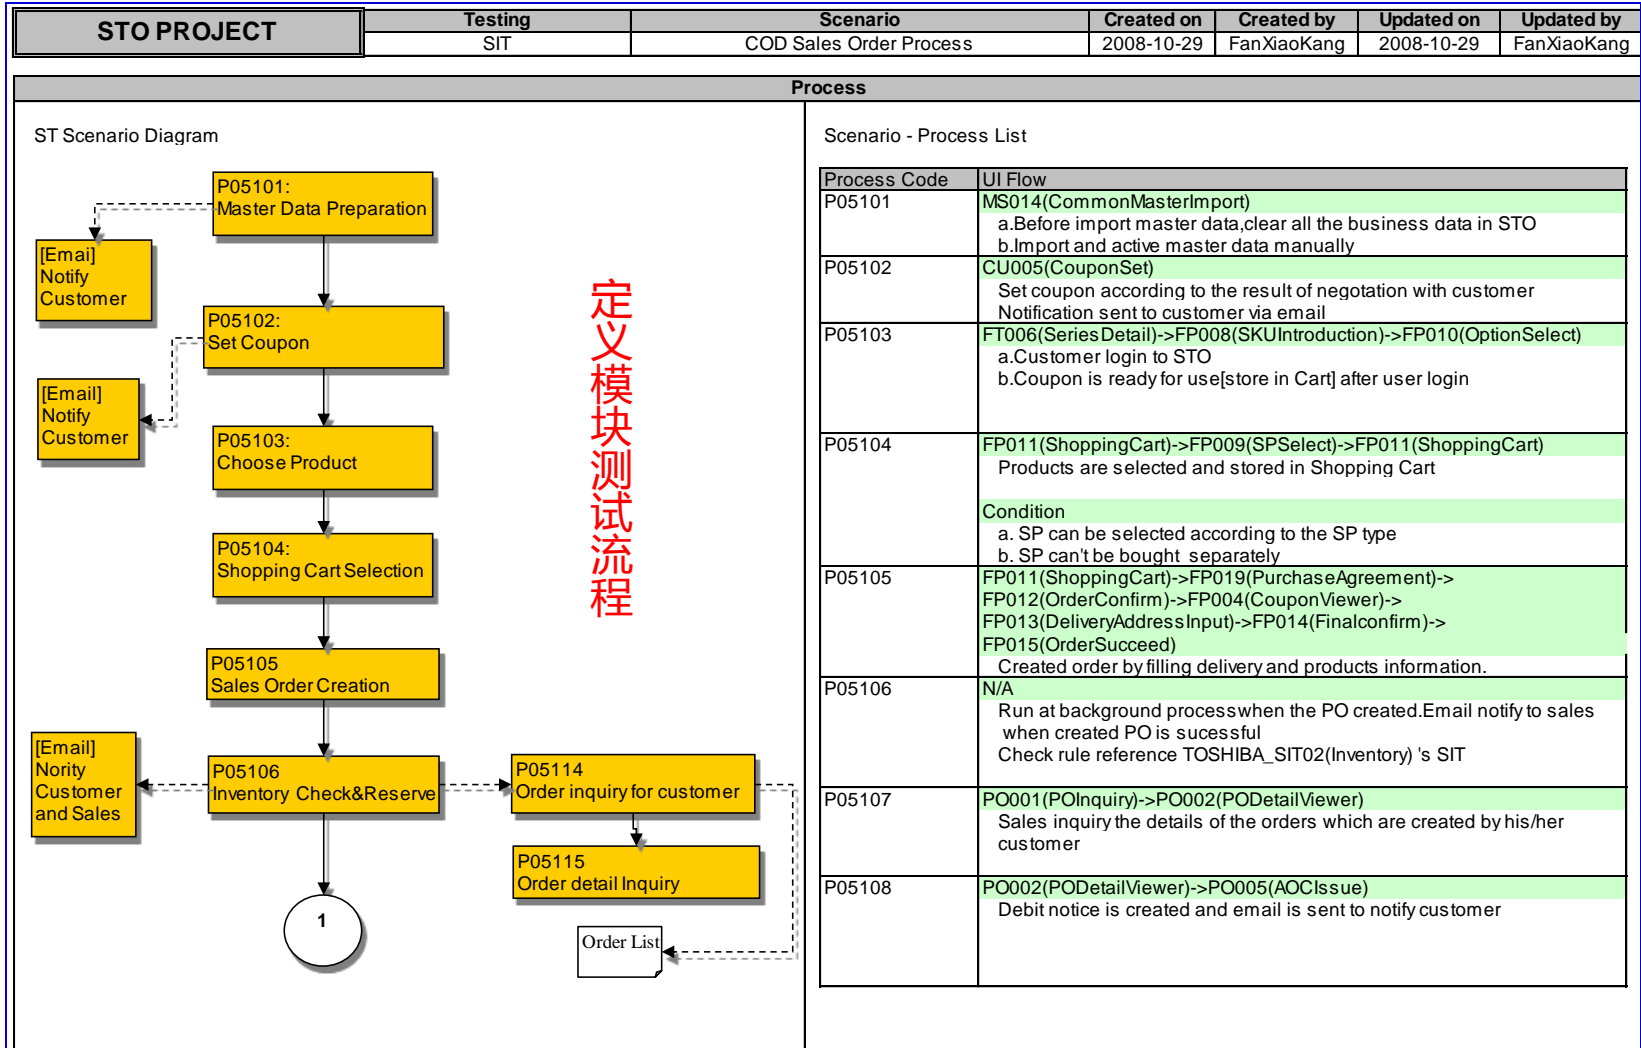 STO PROJECT
Testing
Scenario
Created on
Created by
Updated on
Updated by
SIT
COD Sales Order Process
2008-10-29
FanXiaoKang
2008-10-29
FanXiaoKang
Process
ST Scenario Diagram
P05101:
Master Data Preparation
[Emai]
Notify
Customer
P05102:
Set Coupon
[Email]
Notify
Customer
P05103:
Choose Product
P05104:
Shopping Cart Selection
P05105
Sales Order Creation
[Email]
Nority
Customer
and Sales
P05106
Inventory Check&Reserve
P05114
Order inquiry for customer
P05115
Order detail Inquiry
1
Order List
定义模块测试流程
Scenario - Process List
Process Code
UI Flow
P05101
MS014(CommonMasterImport)
a.Before import master data,clear all the business data in STO
b.Import and active master data manually
P05102
CU005(CouponSet)
Set coupon according to the result of negotation with customer
Notification sent to customer via email
P05103
FT006(SeriesDetail)->FP008(SKUIntroduction)->FP010(OptionSelect)
a.Customer login to STO
b.Coupon is ready for use[store in Cart] after user login
P05104
FP011(ShoppingCart)->FP009(SPSelect)->FP011(ShoppingCart)
Products are selected and stored in Shopping Cart
Condition
a. SP can be selected according to the SP type
b. SP can't be bought separately
P05105
FP011(ShoppingCart)->FP019(PurchaseAgreement)->
FP012(OrderConfirm)->FP004(CouponViewer)->
FP013(DeliveryAddressInput)->FP014(Finalconfirm)->
FP015(OrderSucceed)
Created order by filling delivery and products information.
P05106
N/A
Run at background processwhen the PO created.Email notify to sales
when created PO is sucessful
Check rule reference TOSHIBA_SIT02(Inventory) 's SIT
P05107
PO001(POInquiry)->PO002(PODetailViewer)
Sales inquiry the details of the orders which are created by his/her
customer
P05108
PO002(PODetailViewer)->PO005(AOCIssue)
Debit notice is created and email is sent to notify customer